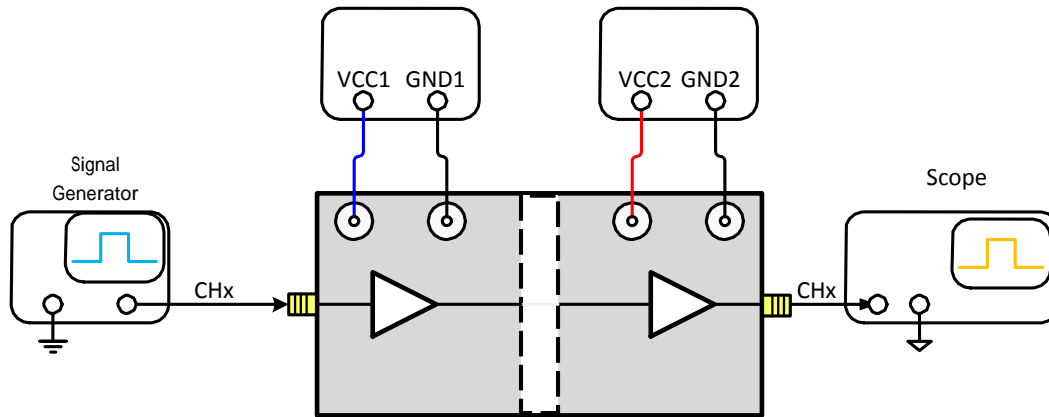 VCC1 GND1
VCC2 GND2
Signal
Generator
Scope
CHx
CHx